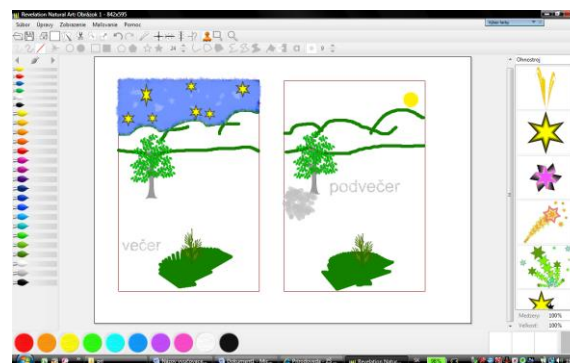 Revelation Natural Art: Obrázok 1 - 842x595
Súbor Úpravy Zobrazenie Maľovanie Pomoc
Ohňostroj
podvečer
večer
Medzery: 100%
Veľkosť: 100%